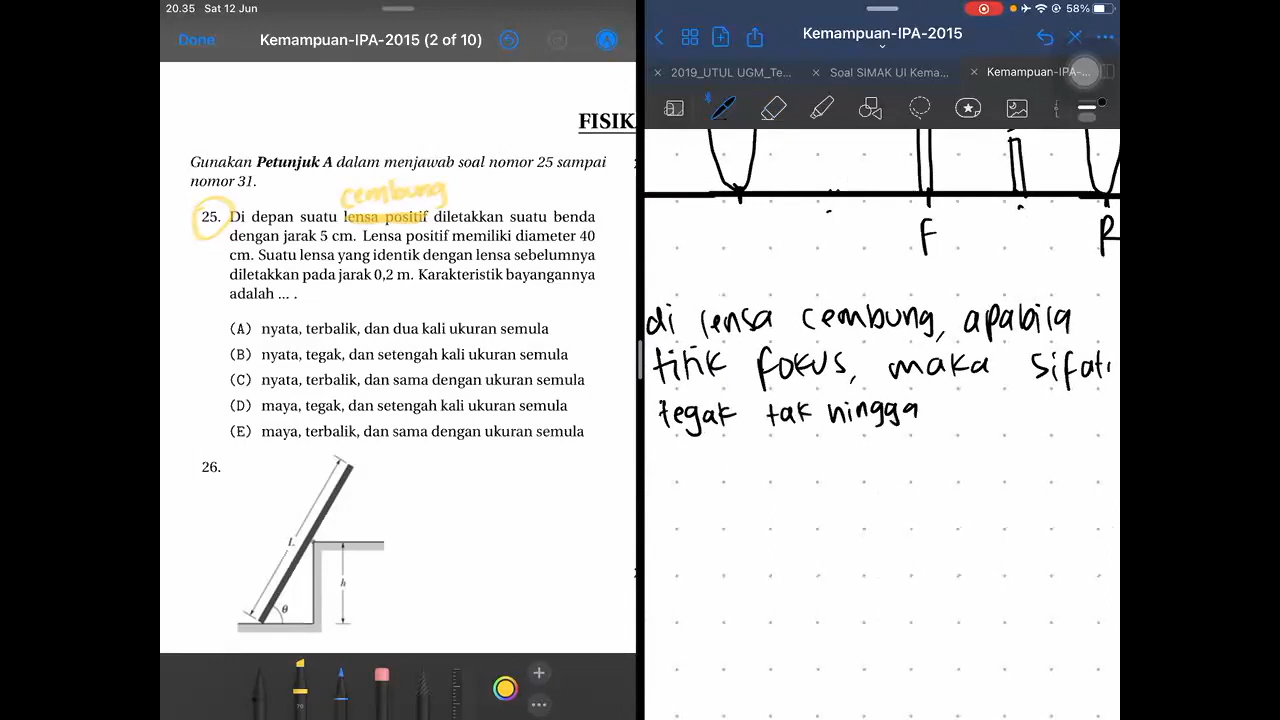 20.35 Sat 12 Jun
58%
Done
Kemampuan-IPA-2015 (2 of 10)
Kemampuan-IPA-2015
2019_UTUL UGM_Te...
Soal SIMAK UI Kema...
Kemampuan-IPA-...
FISIK
Gunakan Petunjuk A dalam menjawab soal nomor 25 sampai
nomor 31.
cembung
25. Di depan suatu lensa positif diletakkan suatu benda
dengan jarak 5 cm. Lensa positif memiliki diameter 40
cm. Suatu lensa yang identik dengan lensa sebelumnya
diletakkan pada jarak 0,2 m. Karakteristik bayangannya
adalah ... .
(A) nyata, terbalik, dan dua kali ukuran semula
(B) nyata, tegak, dan setengah kali ukuran semula
(C) nyata, terbalik, dan sama dengan ukuran semula
(D) maya, tegak, dan setengah kali ukuran semula
(E) maya, terbalik, dan sama dengan ukuran semula
26.
L
h
θ
F
R
di lensa cembung, apabila
titik fokus, maka sifat
tegak tak hingga